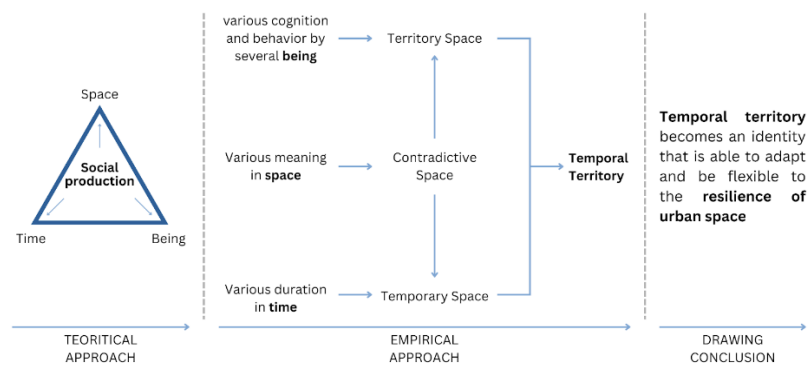 Space
Social
production
Time
Being
TEORITICAL
APPROACH
various cognition
and behavior by
several being
Territory Space
Various meaning
in space
Contradictive
Space
Various duration
in time
Temporary Space
Temporal
Territory
EMPIRICAL
APPROACH
Temporal territory
becomes an identity
that is able to adapt
and be flexible to
the resilience of
urban space
DRAWING
CONCLUSION